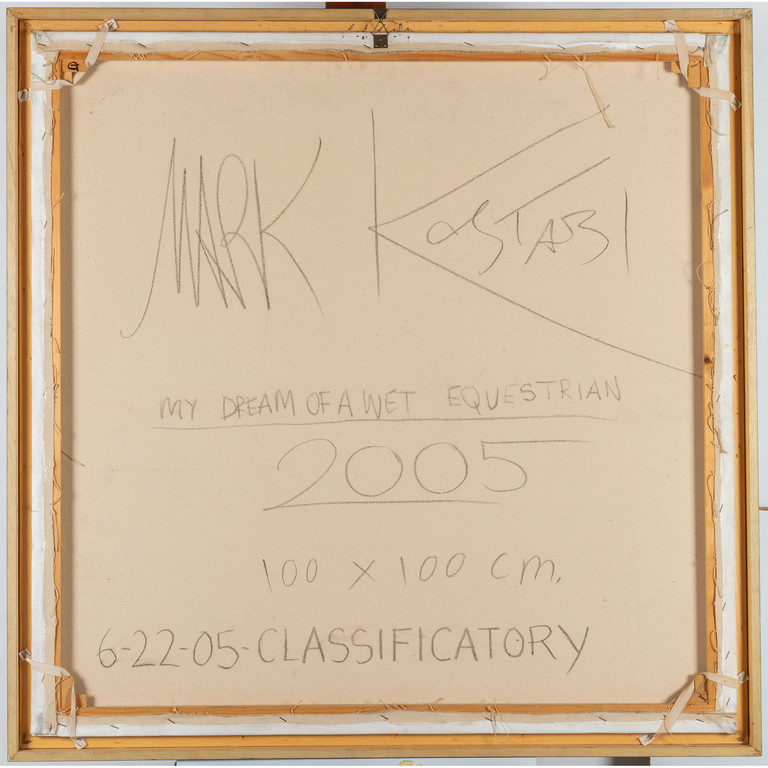 MARK KOSTABI
MY DREAM OF A WET EQUESTRIAN
2005
100 x 100 cm.
6-22-05-CLASSIFICATORY